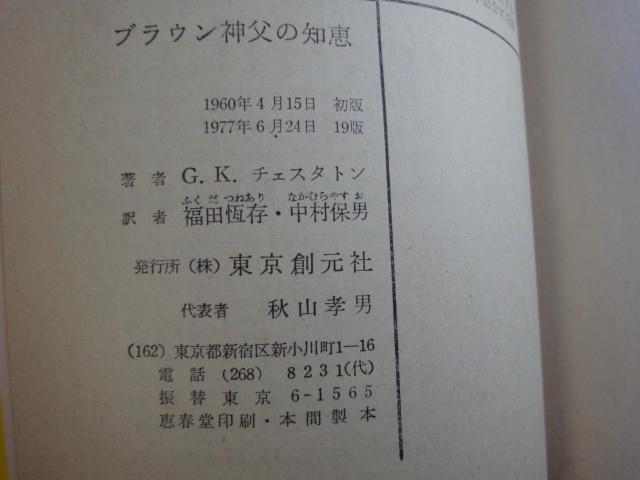 ブラウン神父の知恵
1960年4月15日 初版
1977年6月24日 19版
著者 G. K. チェスタトン
ふくだつねあり なかむらやすお
訳者 福田恆存・中村保男
発行所 (株) 東京創元社
代表者 秋山孝男
(162) 東京都新宿区新小川町1—16
電話 (268) 8231(代)
振替東京 6-1565
恵春堂印刷・本間製本